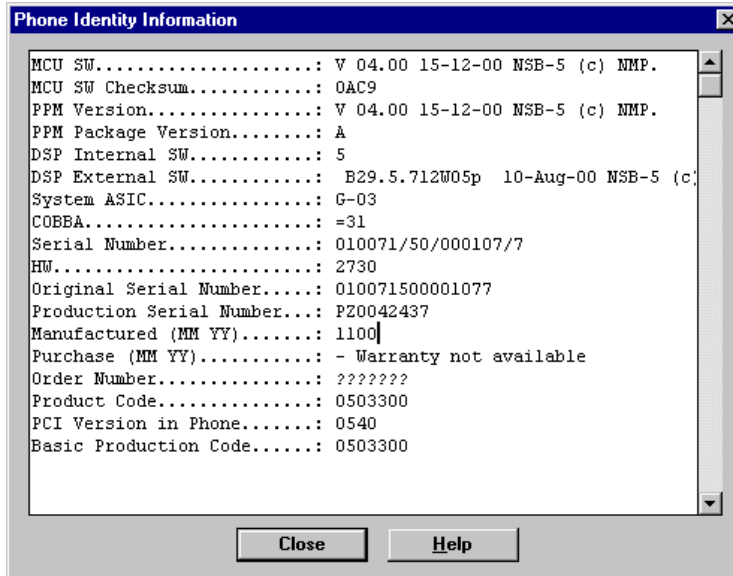 Phone Identity Information
MCU SW.....................: V 04.00 15-12-00 NSB-5 (c) NMP.
MCU SW Checksum............: 0AC9
PPM Version................: V 04.00 15-12-00 NSB-5 (c) NMP.
PPM Package Version........: A
DSP Internal SW............: 5
DSP External SW............:  B29.5.712W05p  10-Aug-00 NSB-5 (c)
System ASIC................: G-03
COBBA......................: =31
Serial Number..............: 010071/50/000107/7
HW.........................: 2730
Original Serial Number.....: 010071500001077
Production Serial Number...: PZ0042437
Manufactured (MM YY).......: 1100
Purchase (MM YY)...........: - Warranty not available
Order Number...............: ???????
Product Code...............: 0503300
PCI Version in Phone.......: 0540
Basic Production Code......: 0503300
Close
Help